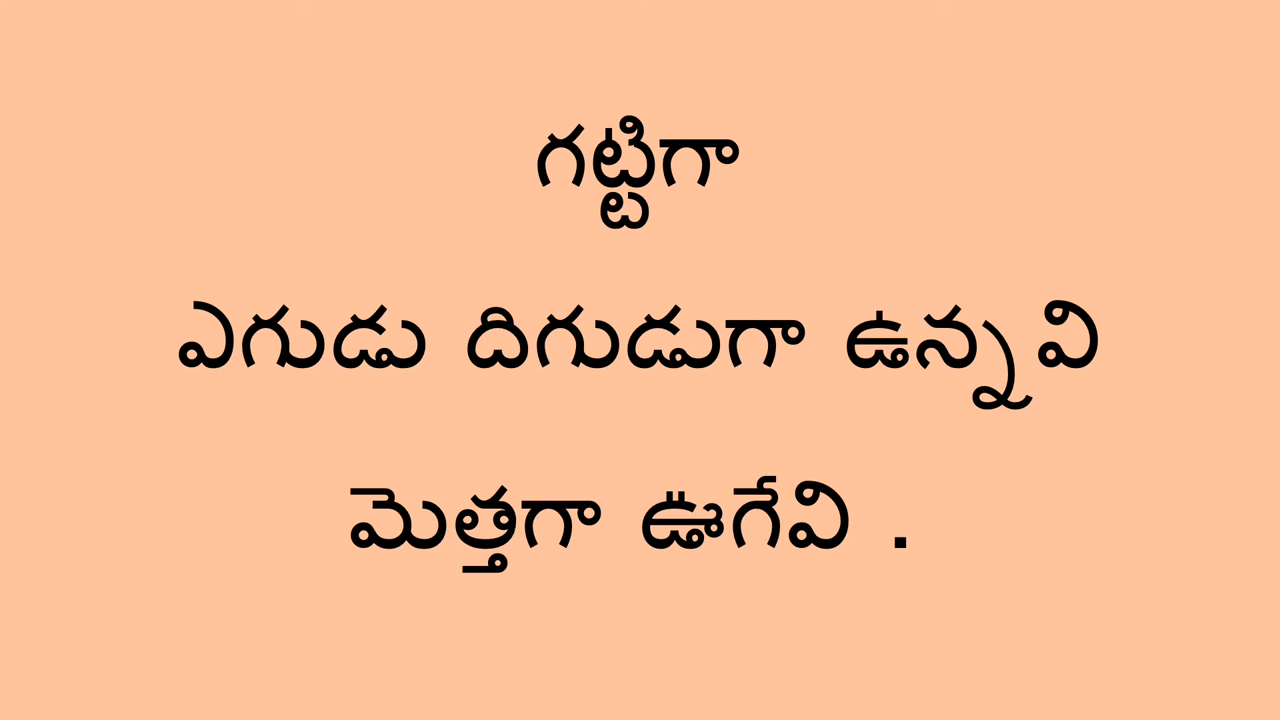 గట్టిగా
ఎగుడు దిగుడుగా ఉన్నవి
మెత్తగా ఊగేవి .